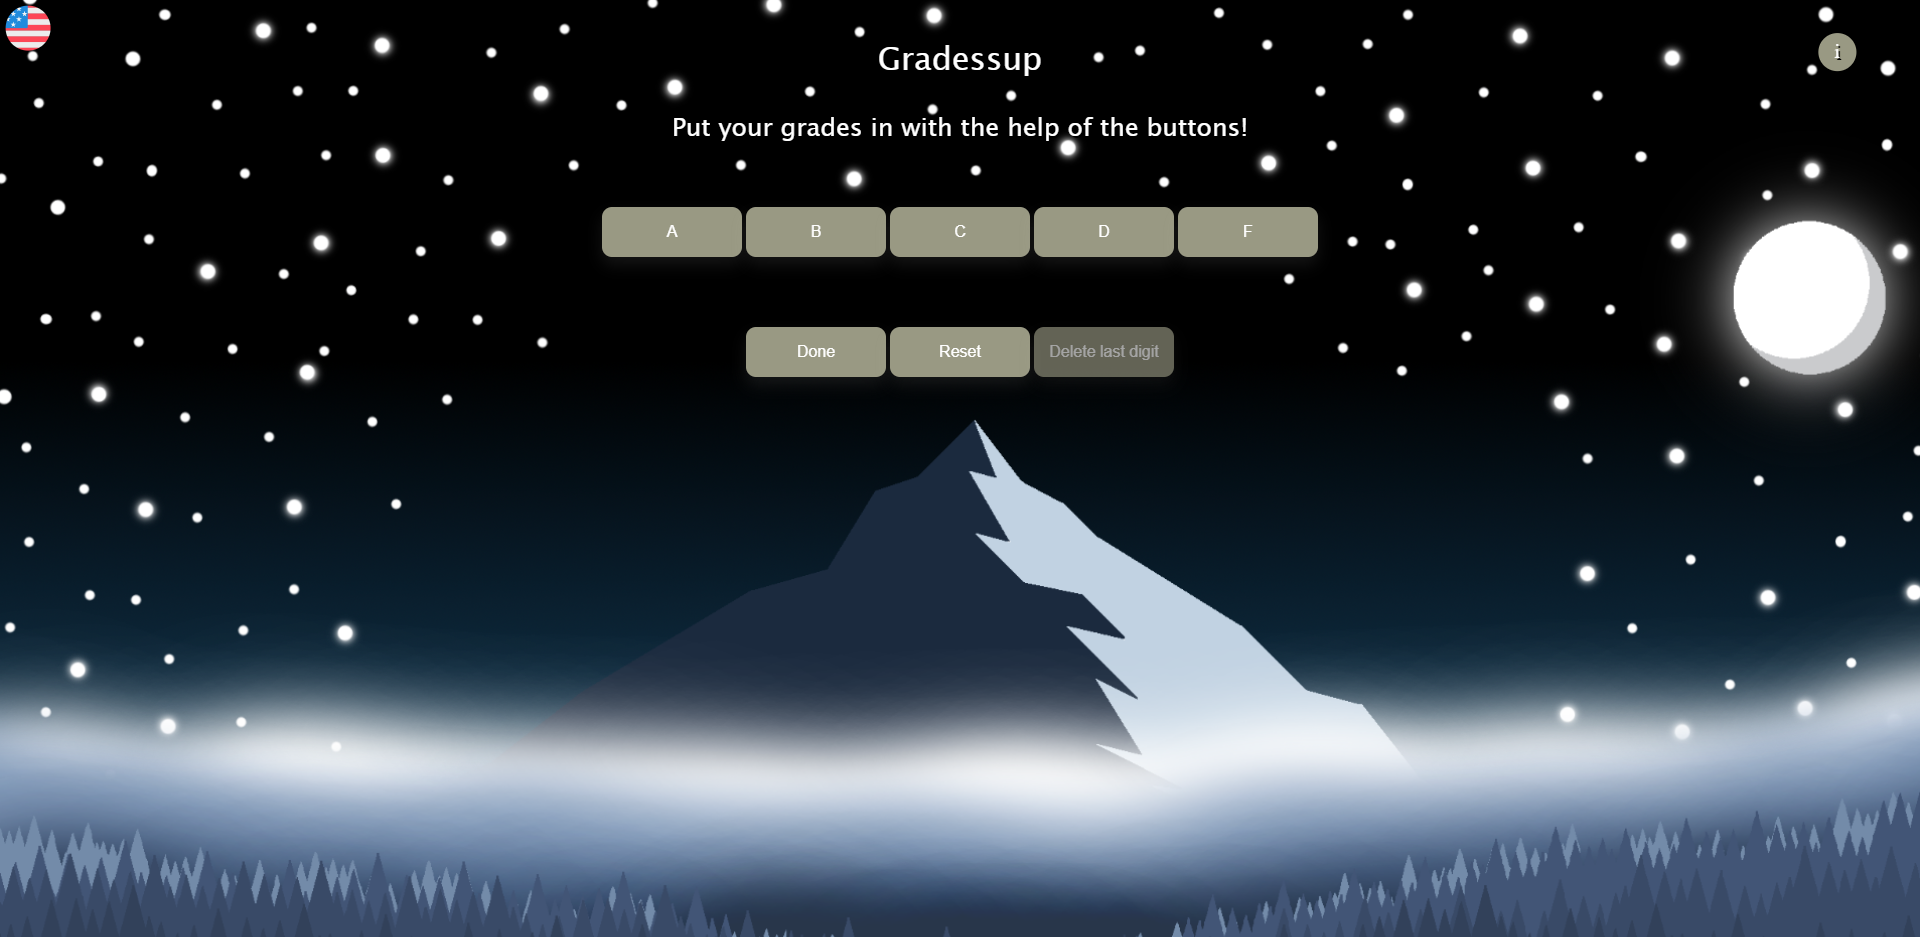 i
Gradessup
Put your grades in with the help of the buttons!
A B C D F
Done Reset Delete last digit